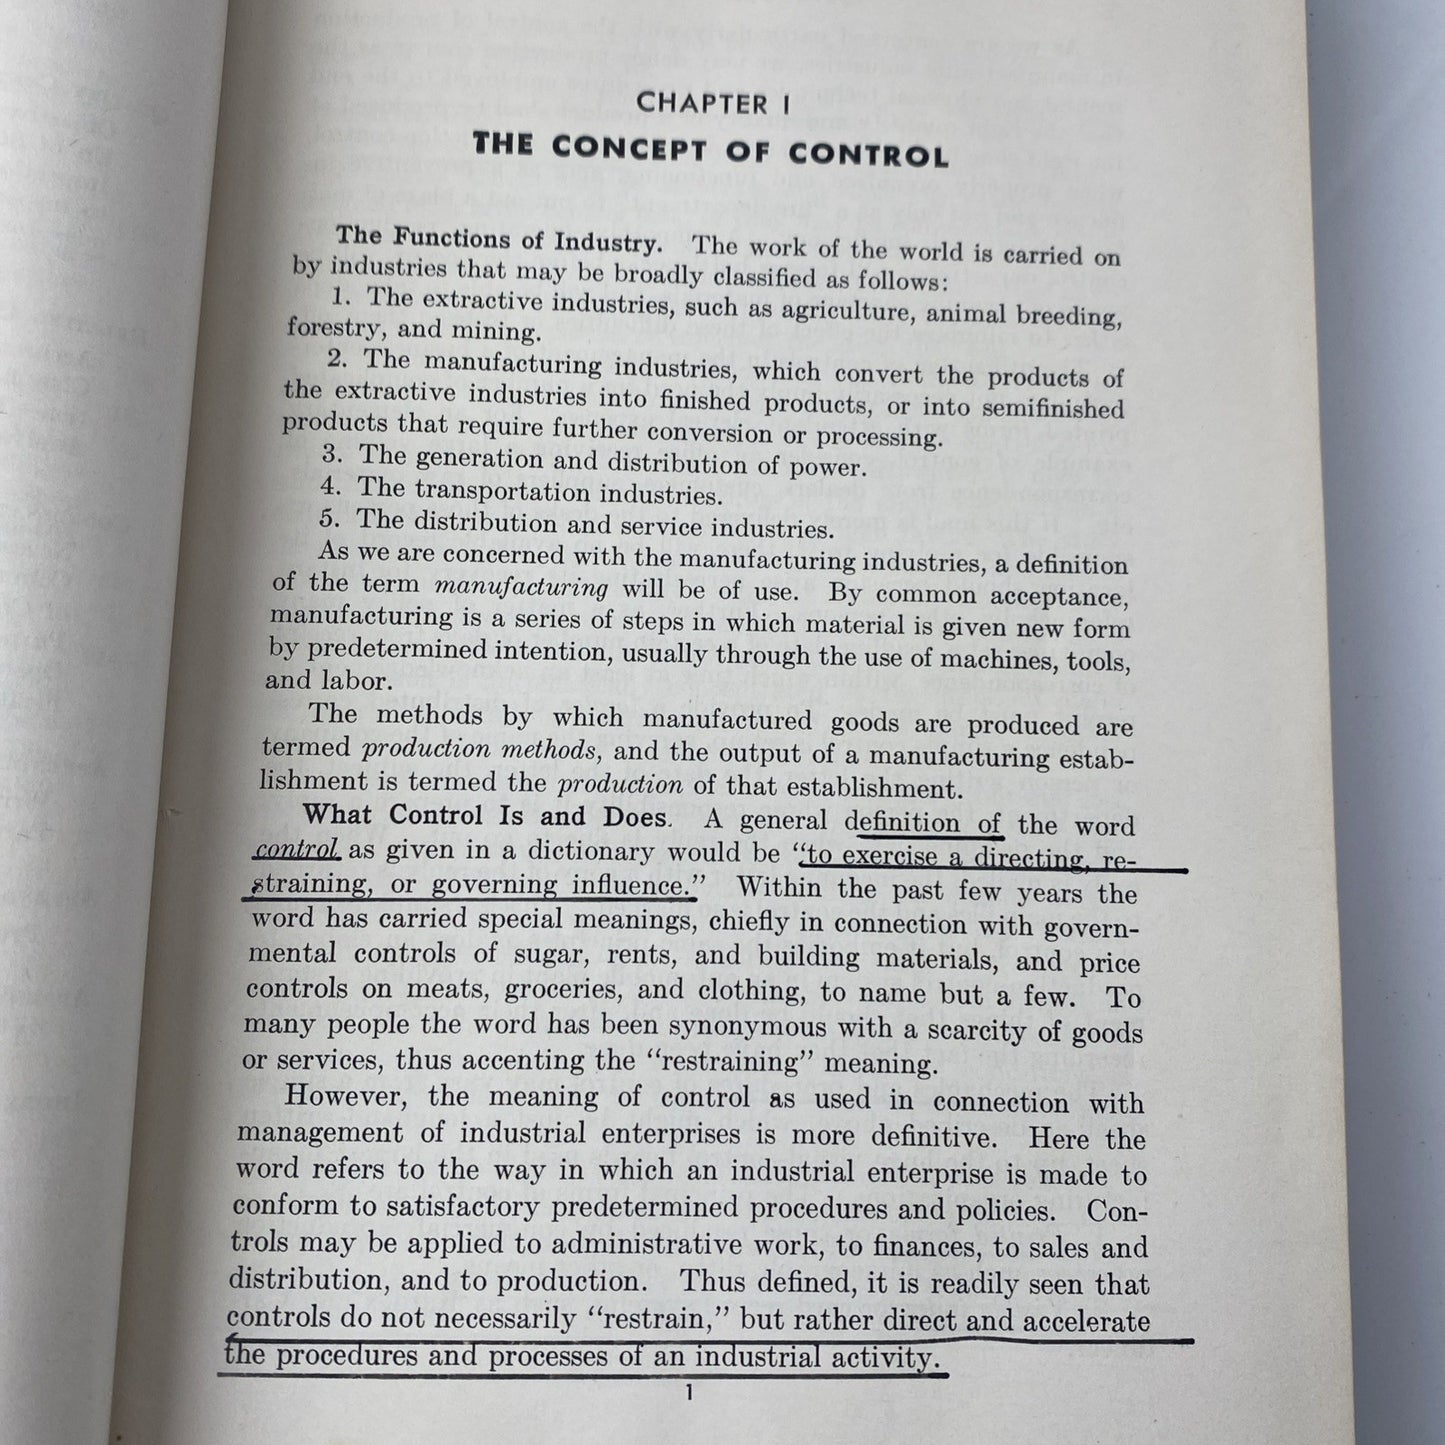 CHAPTER I
THE CONCEPT OF CONTROL
The Functions of Industry. The work of the world is carried on
by industries that may be broadly classified as follows:
1. The extractive industries, such as agriculture, animal breeding,
forestry, and mining.
2. The manufacturing industries, which convert the products of
the extractive industries into finished products, or into semifinished
products that require further conversion or processing.
3. The generation and distribution of power.
4. The transportation industries.
5. The distribution and service industries.
As we are concerned with the manufacturing industries, a definition
of the term manufacturing will be of use. By common acceptance,
manufacturing is a series of steps in which material is given new form
by predetermined intention, usually through the use of machines, tools,
and labor.
The methods by which manufactured goods are produced are
termed production methods, and the output of a manufacturing estab-
lishment is termed the production of that establishment.
What Control Is and Does. A general definition of the word
control as given in a dictionary would be “to exercise a directing, re-
straining, or governing influence.” Within the past few years the
word has carried special meanings, chiefly in connection with govern-
mental controls of sugar, rents, and building materials, and price
controls on meats, groceries, and clothing, to name but a few. To
many people the word has been synonymous with a scarcity of goods
or services, thus accenting the “restraining” meaning.
However, the meaning of control as used in connection with
management of industrial enterprises is more definitive. Here the
word refers to the way in which an industrial enterprise is made to
conform to satisfactory predetermined procedures and policies. Con-
trols may be applied to administrative work, to finances, to sales and
distribution, and to production. Thus defined, it is readily seen that
controls do not necessarily “restrain,” but rather direct and accelerate
the procedures and processes of an industrial activity.
1